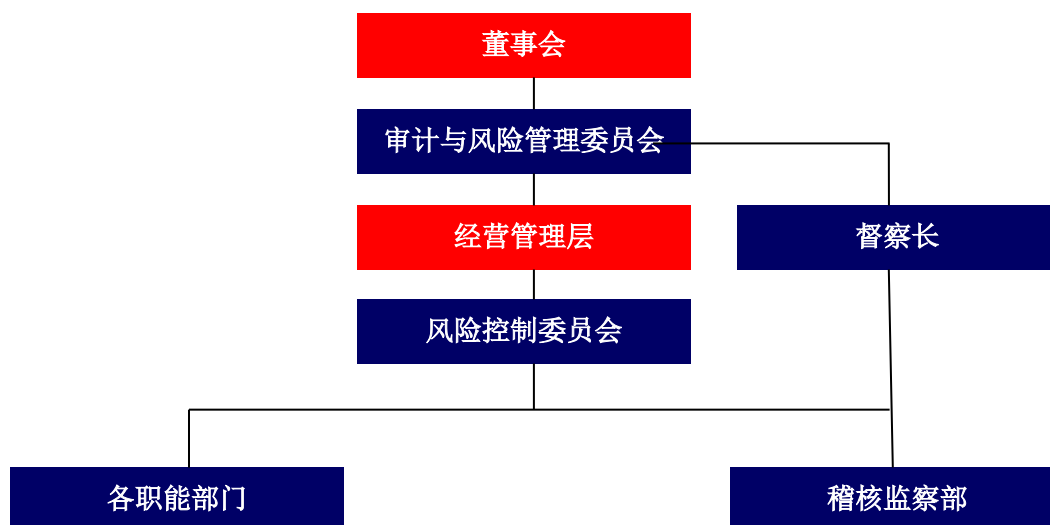 董事会
审计与风险管理委员会
经营管理层
督察长
风险控制委员会
各职能部门
稽核监察部